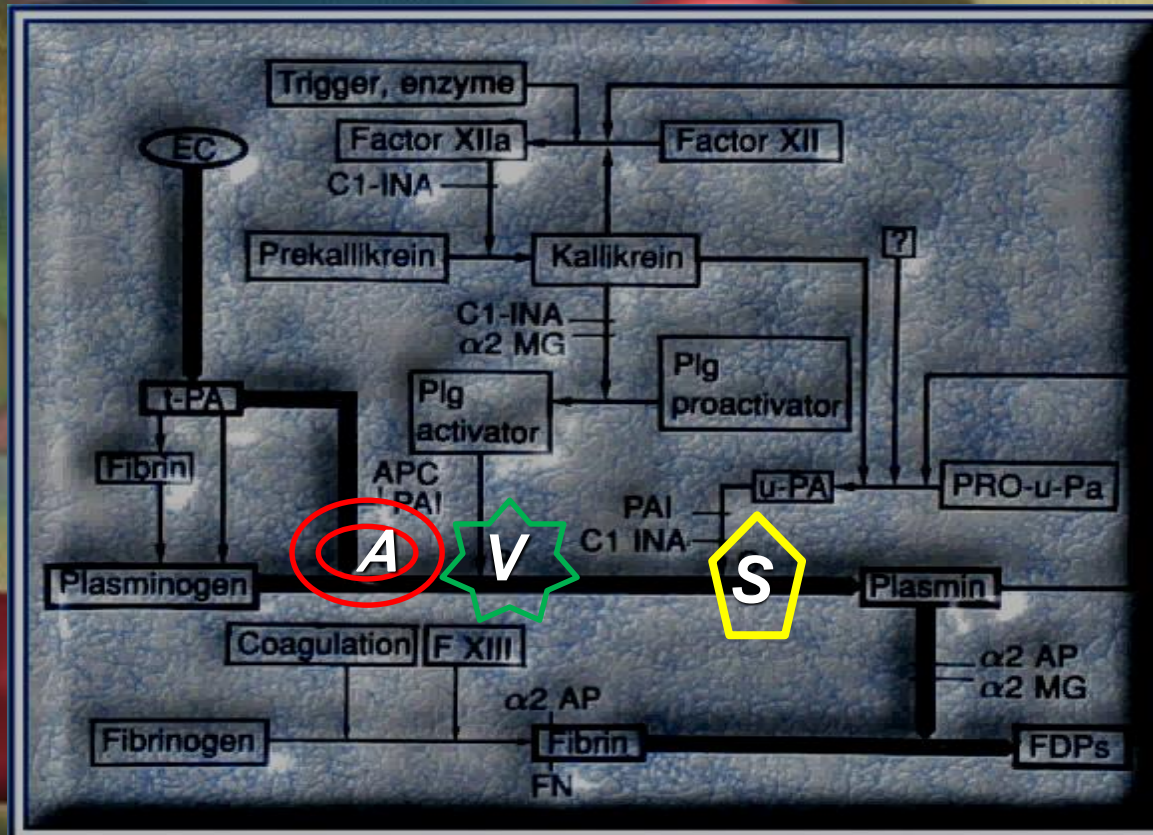 Trigger, enzyme
EC
Factor XIIa
Factor XII
C1-INA
Prekallikrein
Kallikrein
?
C1-INA
α2 MG
Plg
activator
Plg
proactivator
t-PA
Fibrin
APC
PAI
u-PA
PRO-u-Pa
PAI
C1 INA
A
V
S
Plasminogen
Plasmin
Coagulation
F XIII
α2 AP
α2 MG
α2 AP
Fibrinogen
Fibrin
FDPs
FN